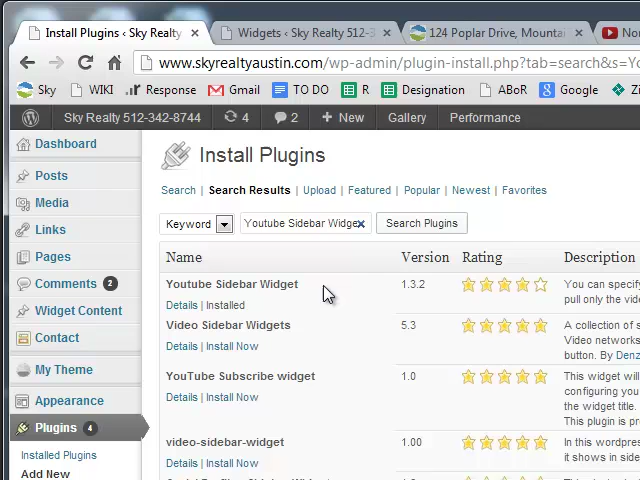 Install Plugins ‹ Sky Realty × Widgets ‹ Sky Realty 512-3 × 124 Poplar Drive, Mountai × Nor
www.skyrealtyaustin.com/wp-admin/plugin-install.php?tab=search&s=Yo
Sky WIKI Response Gmail TO DO R Designation ABoR Google Zi
Sky Realty 512-342-8744 4 2 + New Gallery Performance
Dashboard
Posts
Media
Links
Pages
Comments 2
Widget Content
Contact
My Theme
Appearance
Plugins 4
Installed Plugins
Add New
Install Plugins
Search | Search Results | Upload | Featured | Popular | Newest | Favorites
Keyword Youtube Sidebar Widge × Search Plugins
Name Version Rating Description
Youtube Sidebar Widget 1.3.2 You can specify
Details | Installed pull only the video
Video Sidebar Widgets 5.3 A collection of s
Video networks
Details | Install Now button. By Denz
YouTube Subscribe widget 1.0 This widget will
configuring you
Details | Install Now the widget title.
This plugin is pr
video-sidebar-widget 1.00 In this wordpres
it shows in side
Details | Install Now